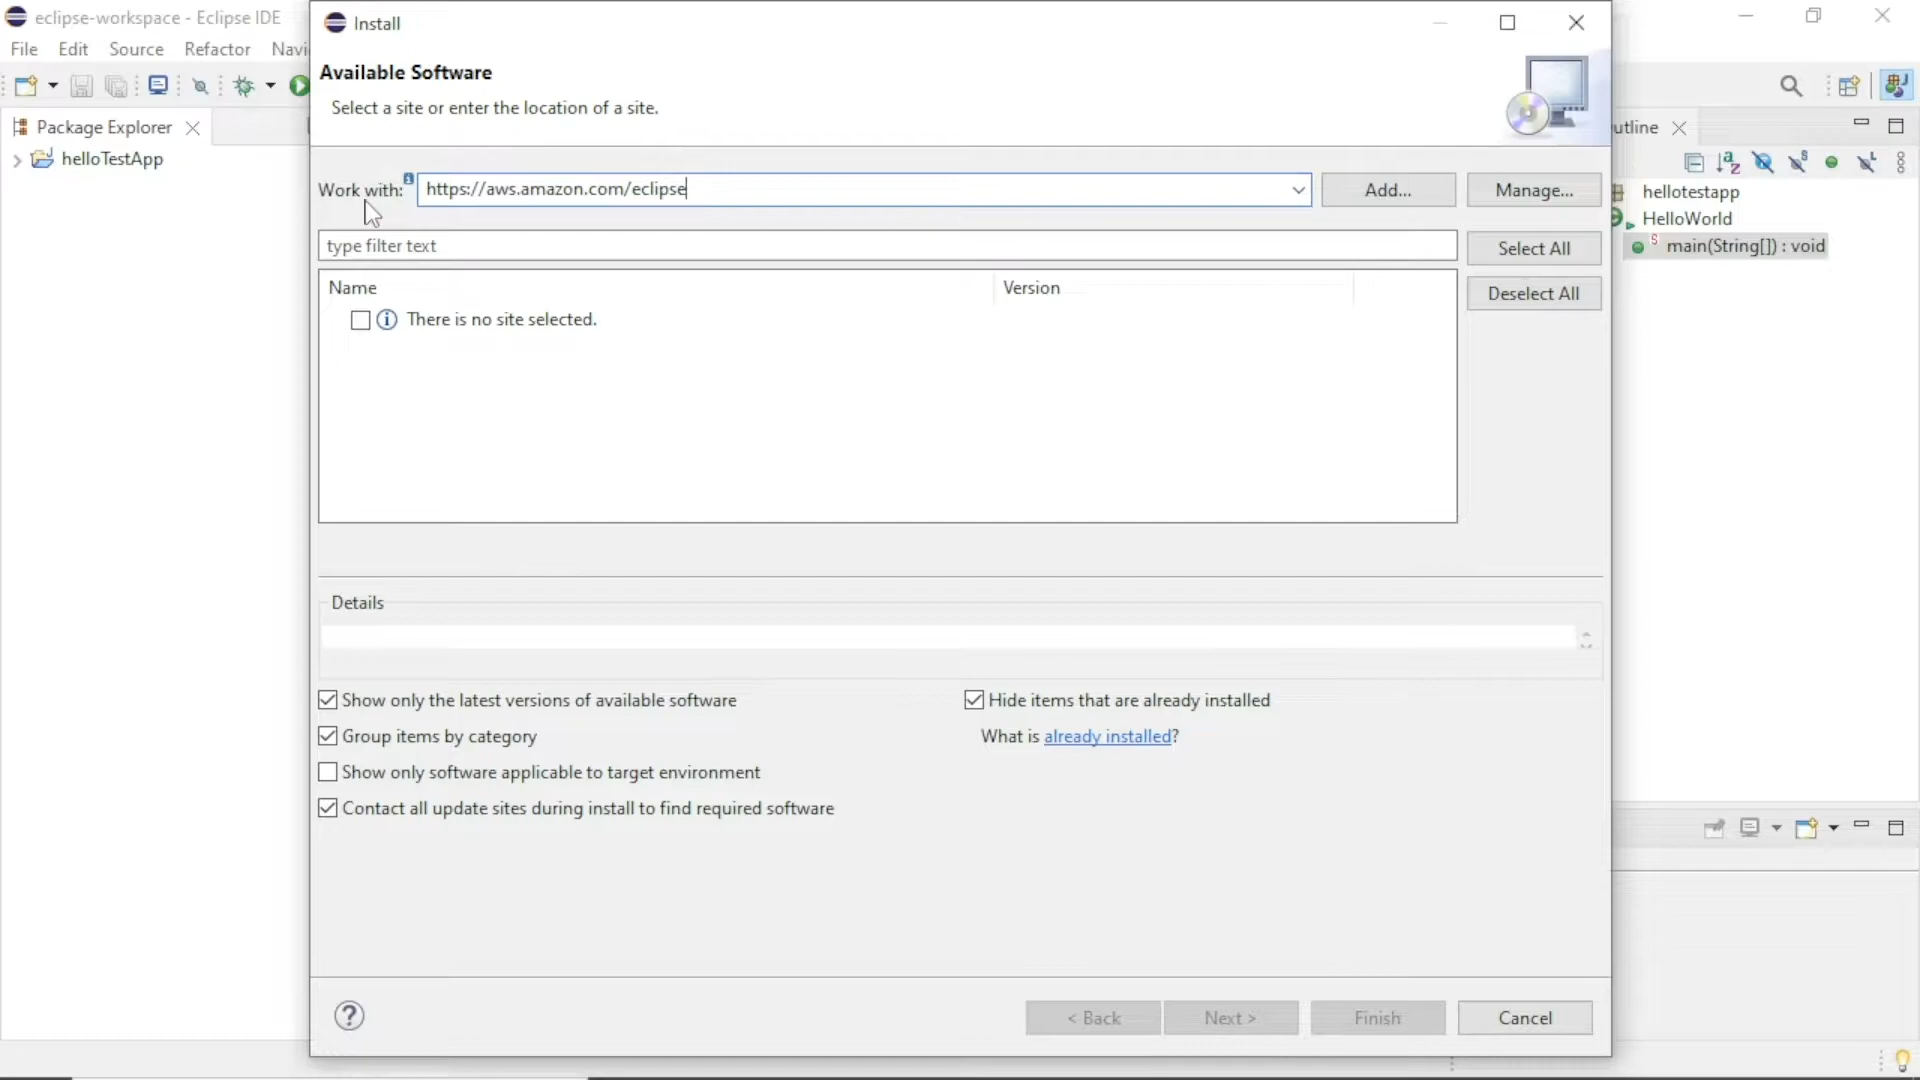 eclipse-workspace - Eclipse IDE
Install
File Edit Source Refactor Navi
Available Software
Select a site or enter the location of a site.
Package Explorer
utline
helloTestApp
Work with: https://aws.amazon.com/eclipse Add... Manage...
hellotestapp
HelloWorld
type filter text
Select All
main(String[]) : void
Name Version
Deselect All
There is no site selected.
Details
Show only the latest versions of available software
Hide items that are already installed
Group items by category
What is already installed?
Show only software applicable to target environment
Contact all update sites during install to find required software
< Back Next > Finish Cancel